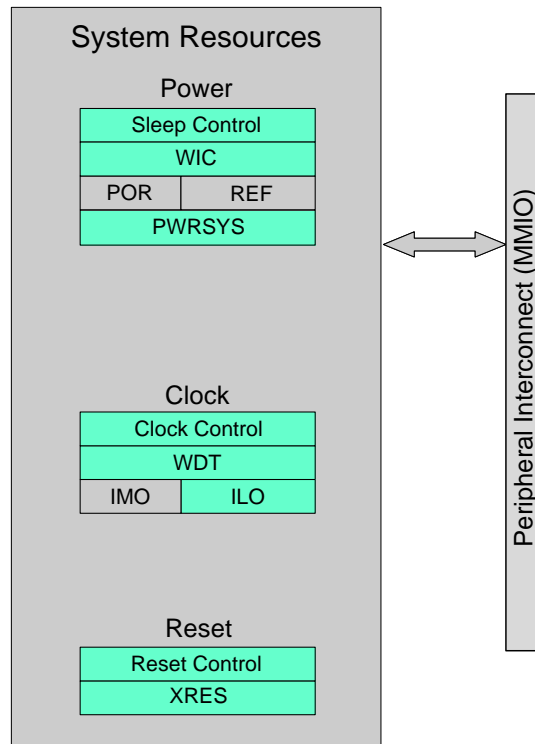 System Resources
Power
Sleep Control
WIC
POR REF
PWRSYS
Clock
Clock Control
WDT
IMO ILO
Reset
Reset Control
XRES
Peripheral Interconnect (MMIO)